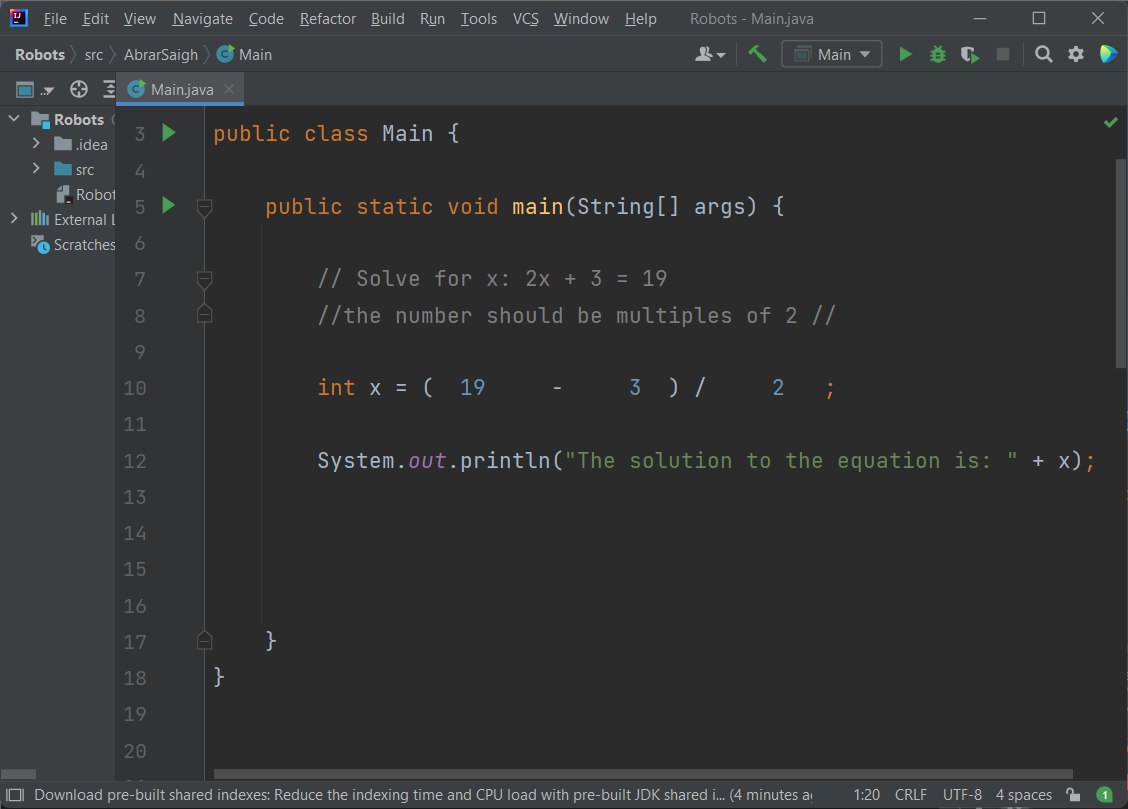 File Edit View Navigate Code Refactor Build Run Tools VCS Window Help Robots - Main.java
Robots src AbrarSaigh Main Main
Main.java
Robots
.idea
src
Robot
External L
Scratches
3 public class Main {
4
5 public static void main(String[] args) {
6
7 // Solve for x: 2x + 3 = 19
8 //the number should be multiples of 2 //
9
10 int x = ( 19 - 3 ) / 2 ;
11
12 System.out.println("The solution to the equation is: " + x);
13
14
15
16
17 }
18 }
19
20
Download pre-built shared indexes: Reduce the indexing time and CPU load with pre-built JDK shared i... (4 minutes a 1:20 CRLF UTF-8 4 spaces 1